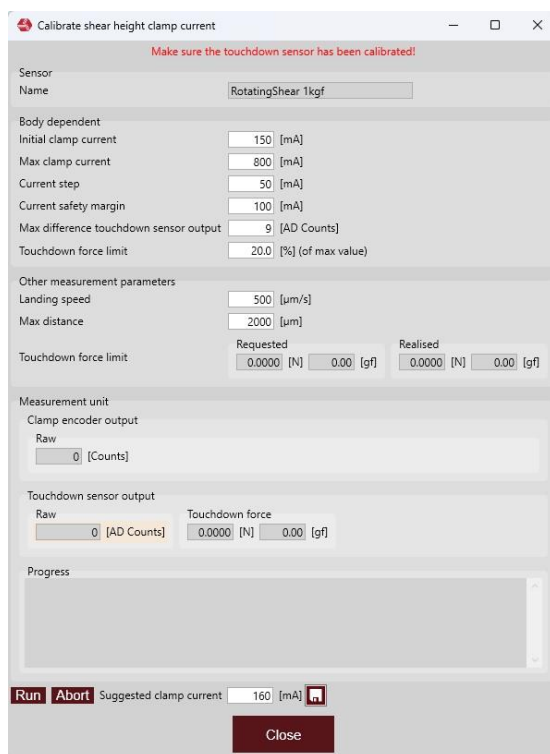 Calibrate shear height clamp current
Make sure the touchdown sensor has been calibrated!
Sensor
Name RotatingShear 1kgf
Body dependent
Initial clamp current 150 [mA]
Max clamp current 800 [mA]
Current step 50 [mA]
Current safety margin 100 [mA]
Max difference touchdown sensor output 9 [AD Counts]
Touchdown force limit 20.0 [%] (of max value)
Other measurement parameters
Landing speed 500 [µm/s]
Max distance 2000 [µm]
Requested Realised
Touchdown force limit 0.0000 [N] 0.00 [gf] 0.0000 [N] 0.00 [gf]
Measurement unit
Clamp encoder output
Raw
0 [Counts]
Touchdown sensor output
Raw Touchdown force
0 [AD Counts] 0.0000 [N] 0.00 [gf]
Progress
Run Abort Suggested clamp current 160 [mA]
Close